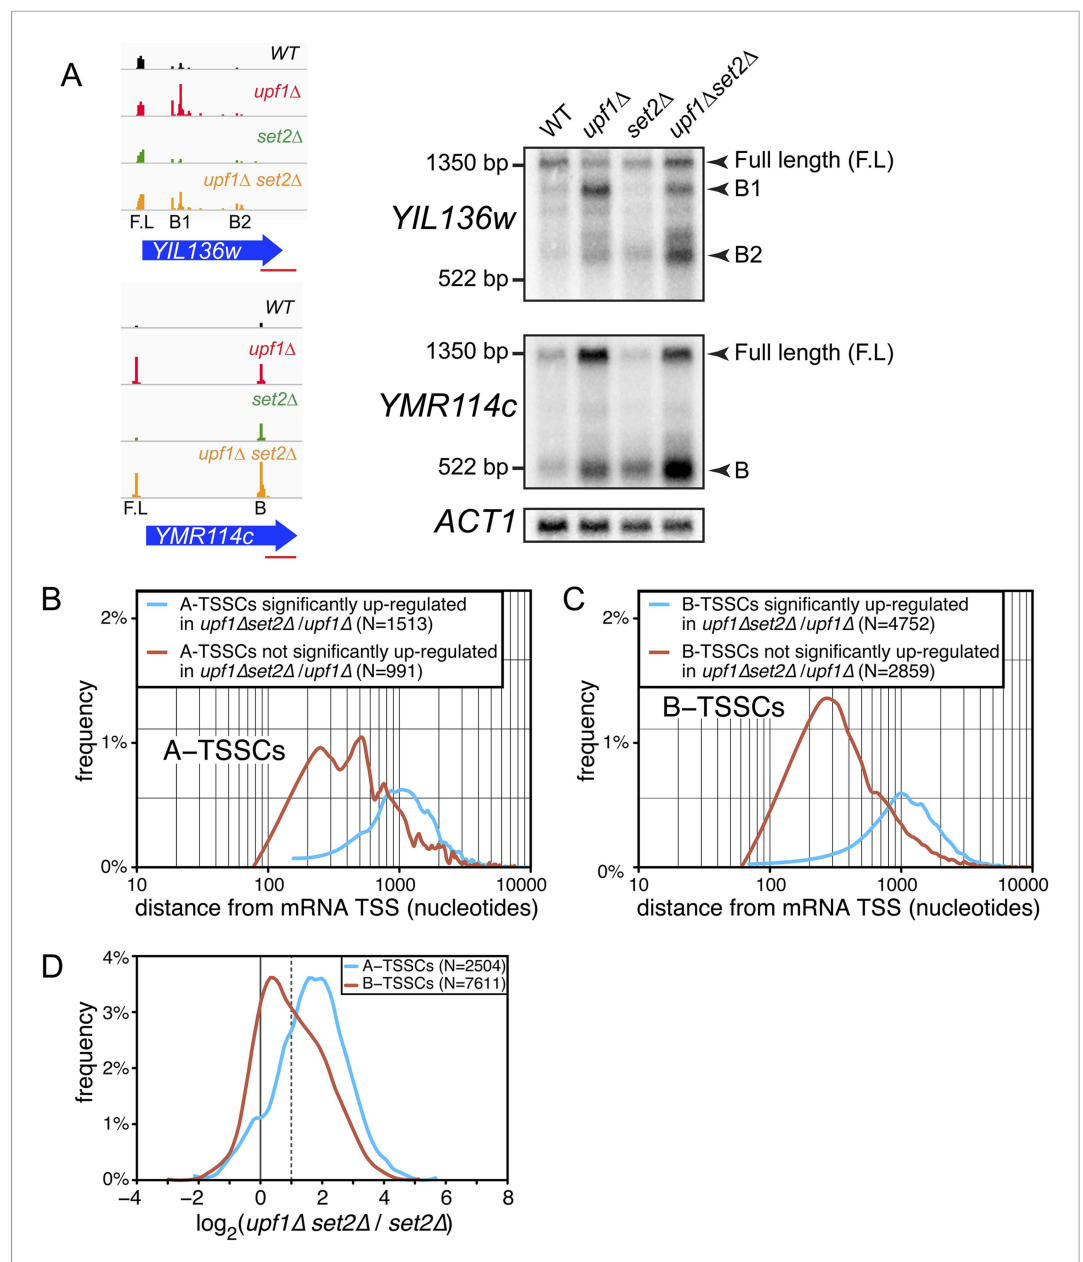 A
WT
upf1Δ
set2Δ
upf1Δ set2Δ
F.L B1 B2
YIL136w
WT
upf1Δ
set2Δ
upf1Δ set2Δ
F.L B
YMR114c
WT upf1Δ set2Δ upf1Δset2Δ
1350 bp
Full length (F.L)
B1
YIL136w
B2
522 bp
1350 bp
Full length (F.L)
YMR114c
522 bp
B
ACT1
B
A-TSSCs significantly up-regulated
in upf1Δset2Δ /upf1Δ (N=1513)
A-TSSCs not significantly up-regulated
in upf1Δset2Δ /upf1Δ (N=991)
A–TSSCs
frequency
2%
1%
0%
10 100 1000 10000
distance from mRNA TSS (nucleotides)
C
B-TSSCs significantly up-regulated
in upf1Δset2Δ /upf1Δ (N=4752)
B-TSSCs not significantly up-regulated
in upf1Δset2Δ /upf1Δ (N=2859)
B–TSSCs
frequency
2%
1%
0%
10 100 1000 10000
distance from mRNA TSS (nucleotides)
D
A–TSSCs (N=2504)
B–TSSCs (N=7611)
frequency
4%
3%
2%
1%
0%
−4 −2 0 2 4 6 8
log2(upf1Δ set2Δ / set2Δ)